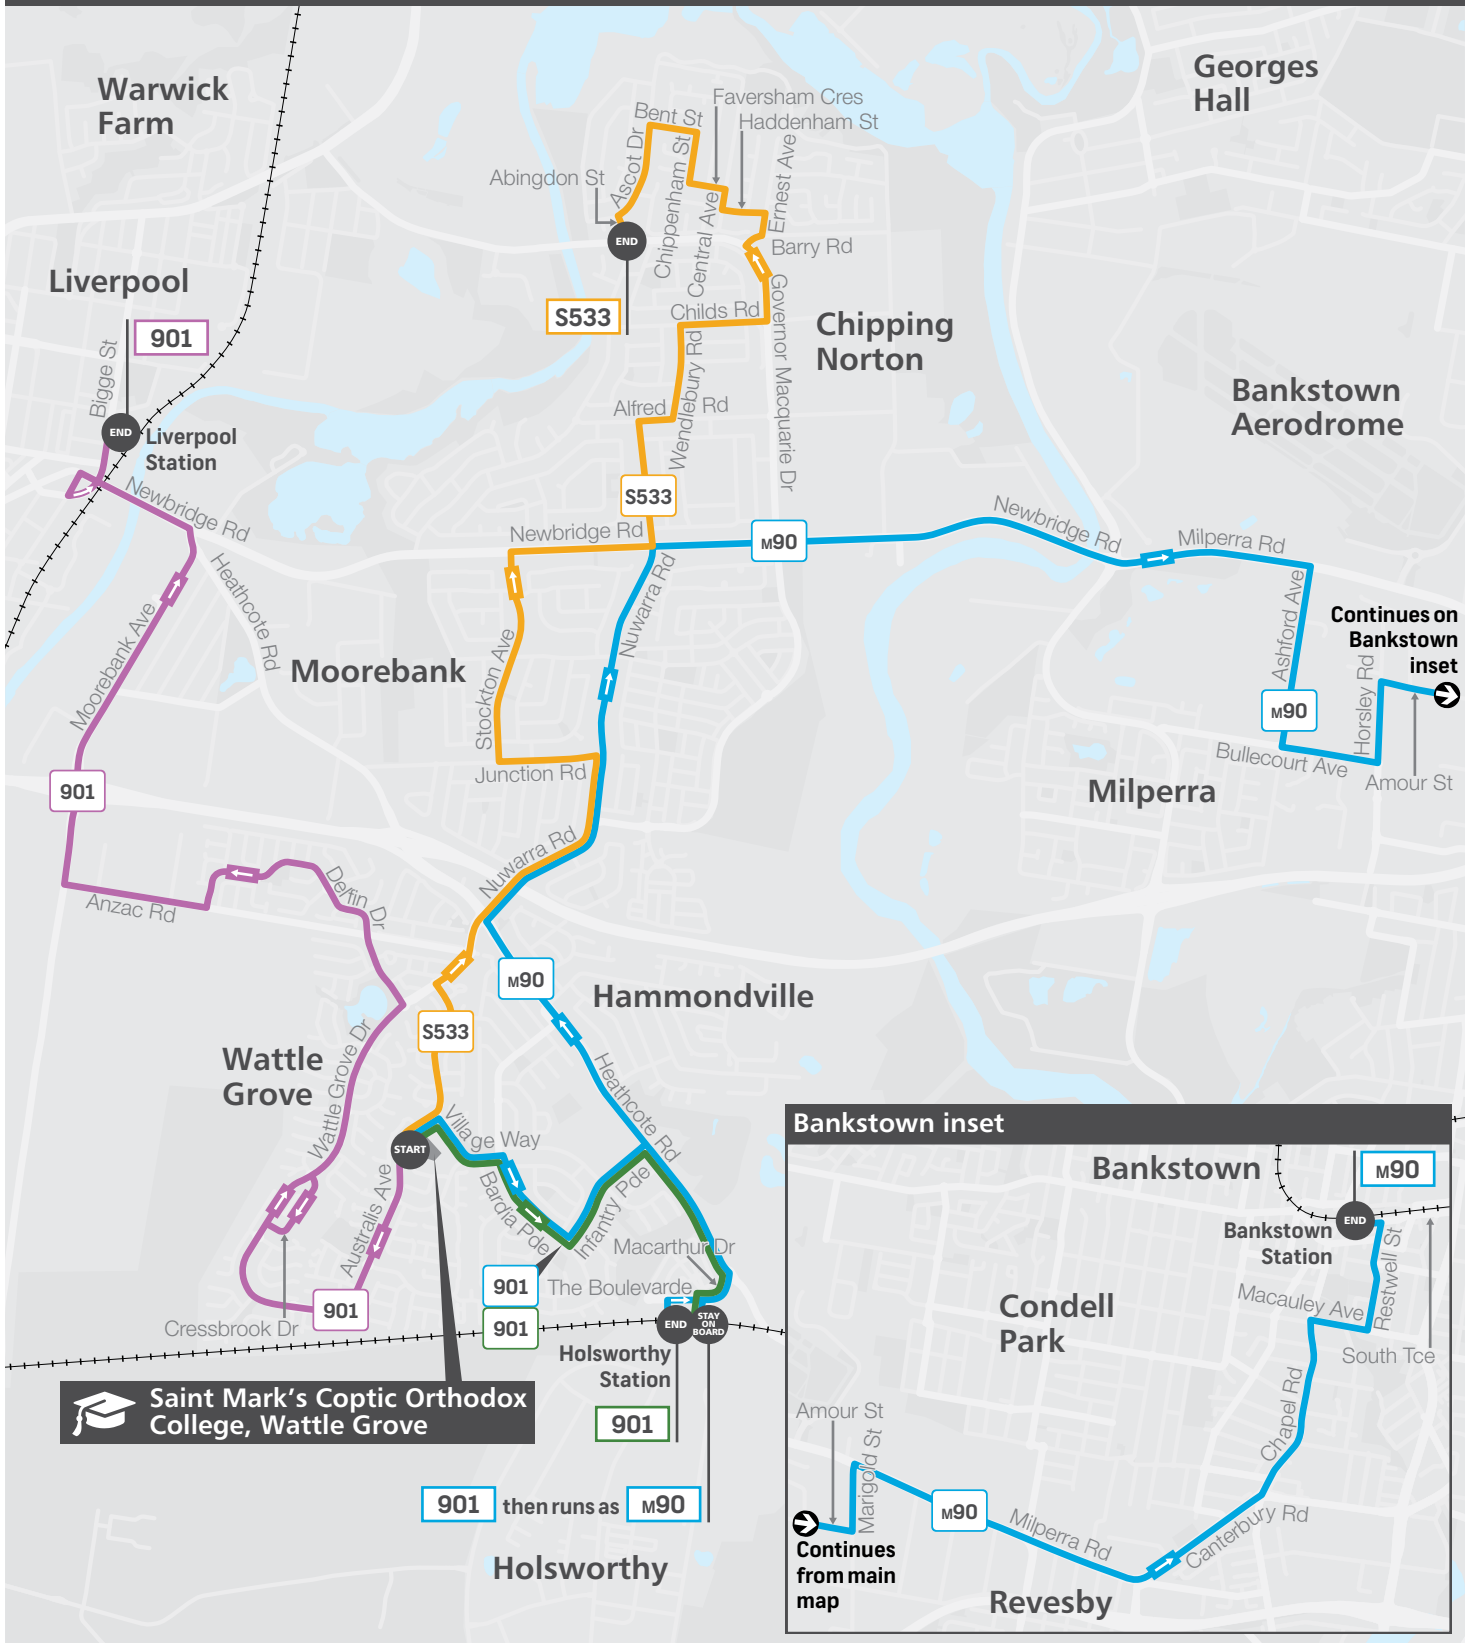 Warwick
Farm
Georges
Hall
Faversham Cres
Haddenham St
Bent St
Ascot Dr
Abingdon St
Chippenham St
Central Ave
Ernest Ave
Barry Rd
END
S533
Childs Rd
Governor Macquarie Dr
Chipping
Norton
Liverpool
901
Bigge St
END
Liverpool
Station
Wendlebury Rd
Alfred Rd
Bankstown
Aerodrome
S533
Newbridge Rd
Newbridge Rd
M90
Newbridge Rd
Milperra Rd
Heathcote Rd
Nuwarra Rd
Ashford Ave
Continues on
Bankstown
inset
Moorebank Ave
Moorebank
Stockton Ave
Horsley Rd
M90
Junction Rd
Bullecourt Ave
Amour St
Milperra
901
Nuwarra Rd
Delfin Dr
Anzac Rd
M90
Hammondville
S533
Wattle
Grove
Wattle Grove Dr
Heathcote Rd
Village Way
START
Bardia Pde
Infantry Pde
Australis Ave
Macarthur Dr
901
The Boulevarde
901
901
Cressbrook Dr
END
STAY
ON
BOARD
Holsworthy
Station
901
Saint Mark's Coptic Orthodox
College, Wattle Grove
901 then runs as M90
Holsworthy
Bankstown inset
Bankstown
M90
END
Bankstown
Station
Restwell St
Macauley Ave
Condell
Park
South Tce
Chapel Rd
Amour St
Marigold St
M90
Milperra Rd
Canterbury Rd
Continues
from main
map
Revesby